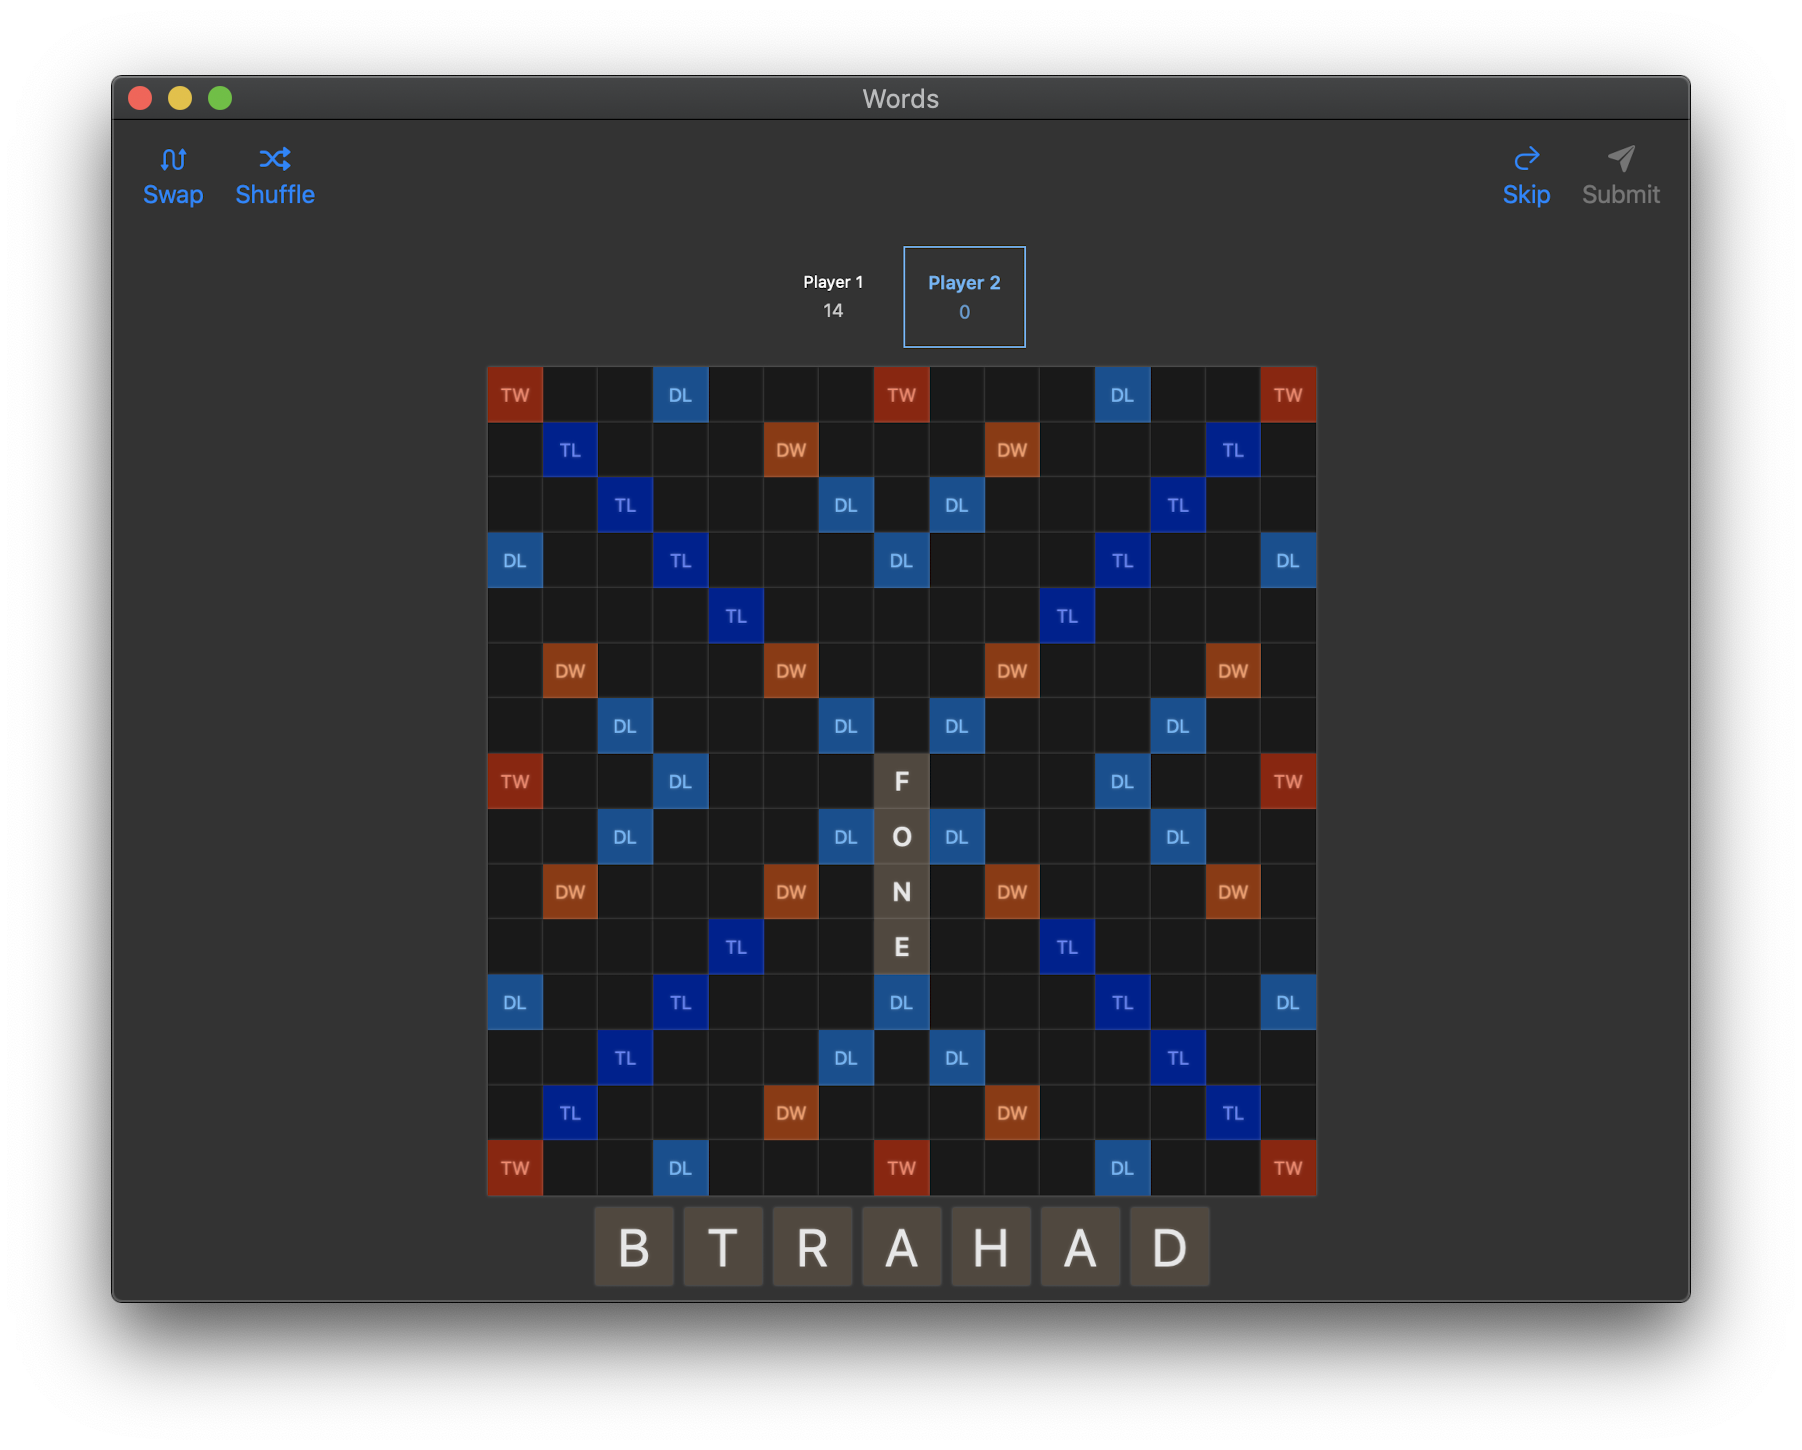 Words
Swap Shuffle Skip Submit
Player 1 Player 2
14 0
TW DL TW DL TW
TL DW DW TL
TL DL DL TL
DL TL DL TL DL
TL TL
DW DW DW DW
DL DL DL DL
TW DL F DL TW
DL DL O DL DL
DW DW N DW DW
TL E TL
DL TL DL TL DL
TL DL DL TL
TL DW DW TL
TW DL TW DL TW
B T R A H A D